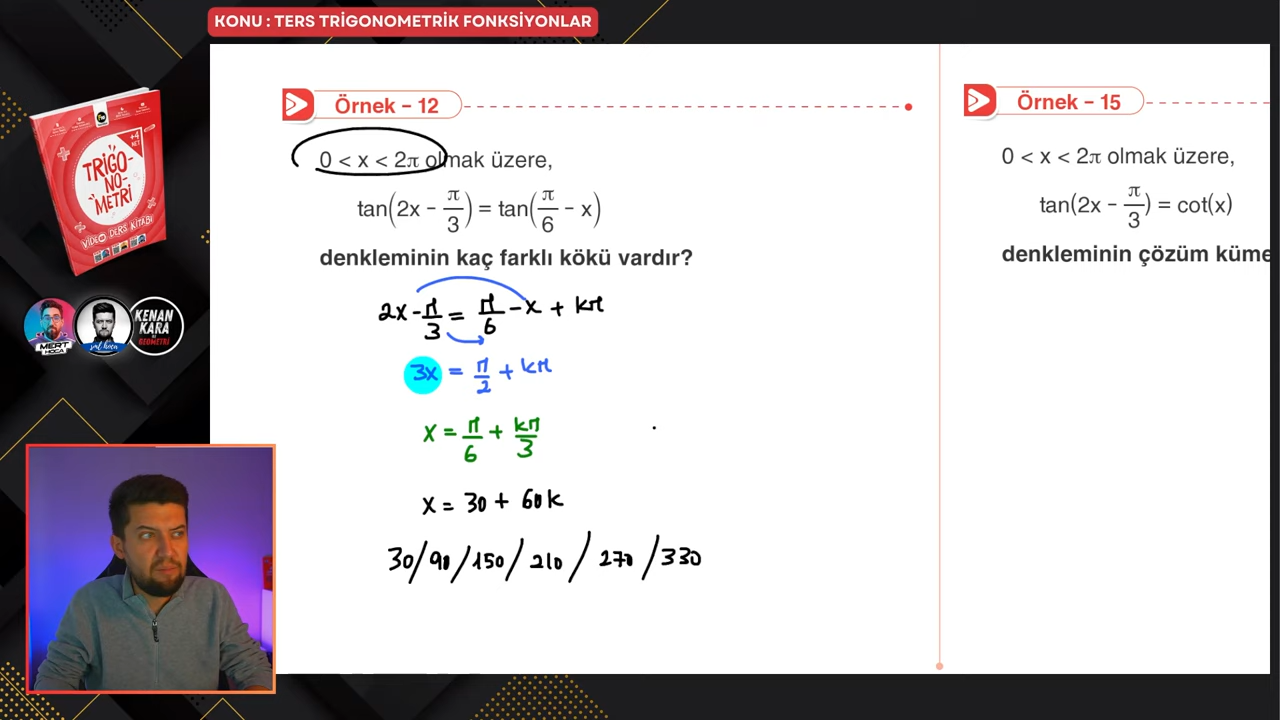 KONU : TERS TRİGONOMETRİK FONKSİYONLAR
+4 NET
TRİGO-
NO-
METRİ
VİDEO DERS KİTABI
MERT HOCA
KENAN
KARA
ile
GEOMETRİ
Örnek – 12
0 < x < 2π olmak üzere,
tan(2x - π/3) = tan(π/6 - x)
denkleminin kaç farklı kökü vardır?
2x - π/3 = π/6 - x + kπ
3x = π/2 + kπ
x = π/6 + kπ/3
x = 30 + 60k
30/90/150/210/270/330
Örnek – 15
0 < x < 2π olmak üzere,
tan(2x - π/3) = cot(x)
denkleminin çözüm küme